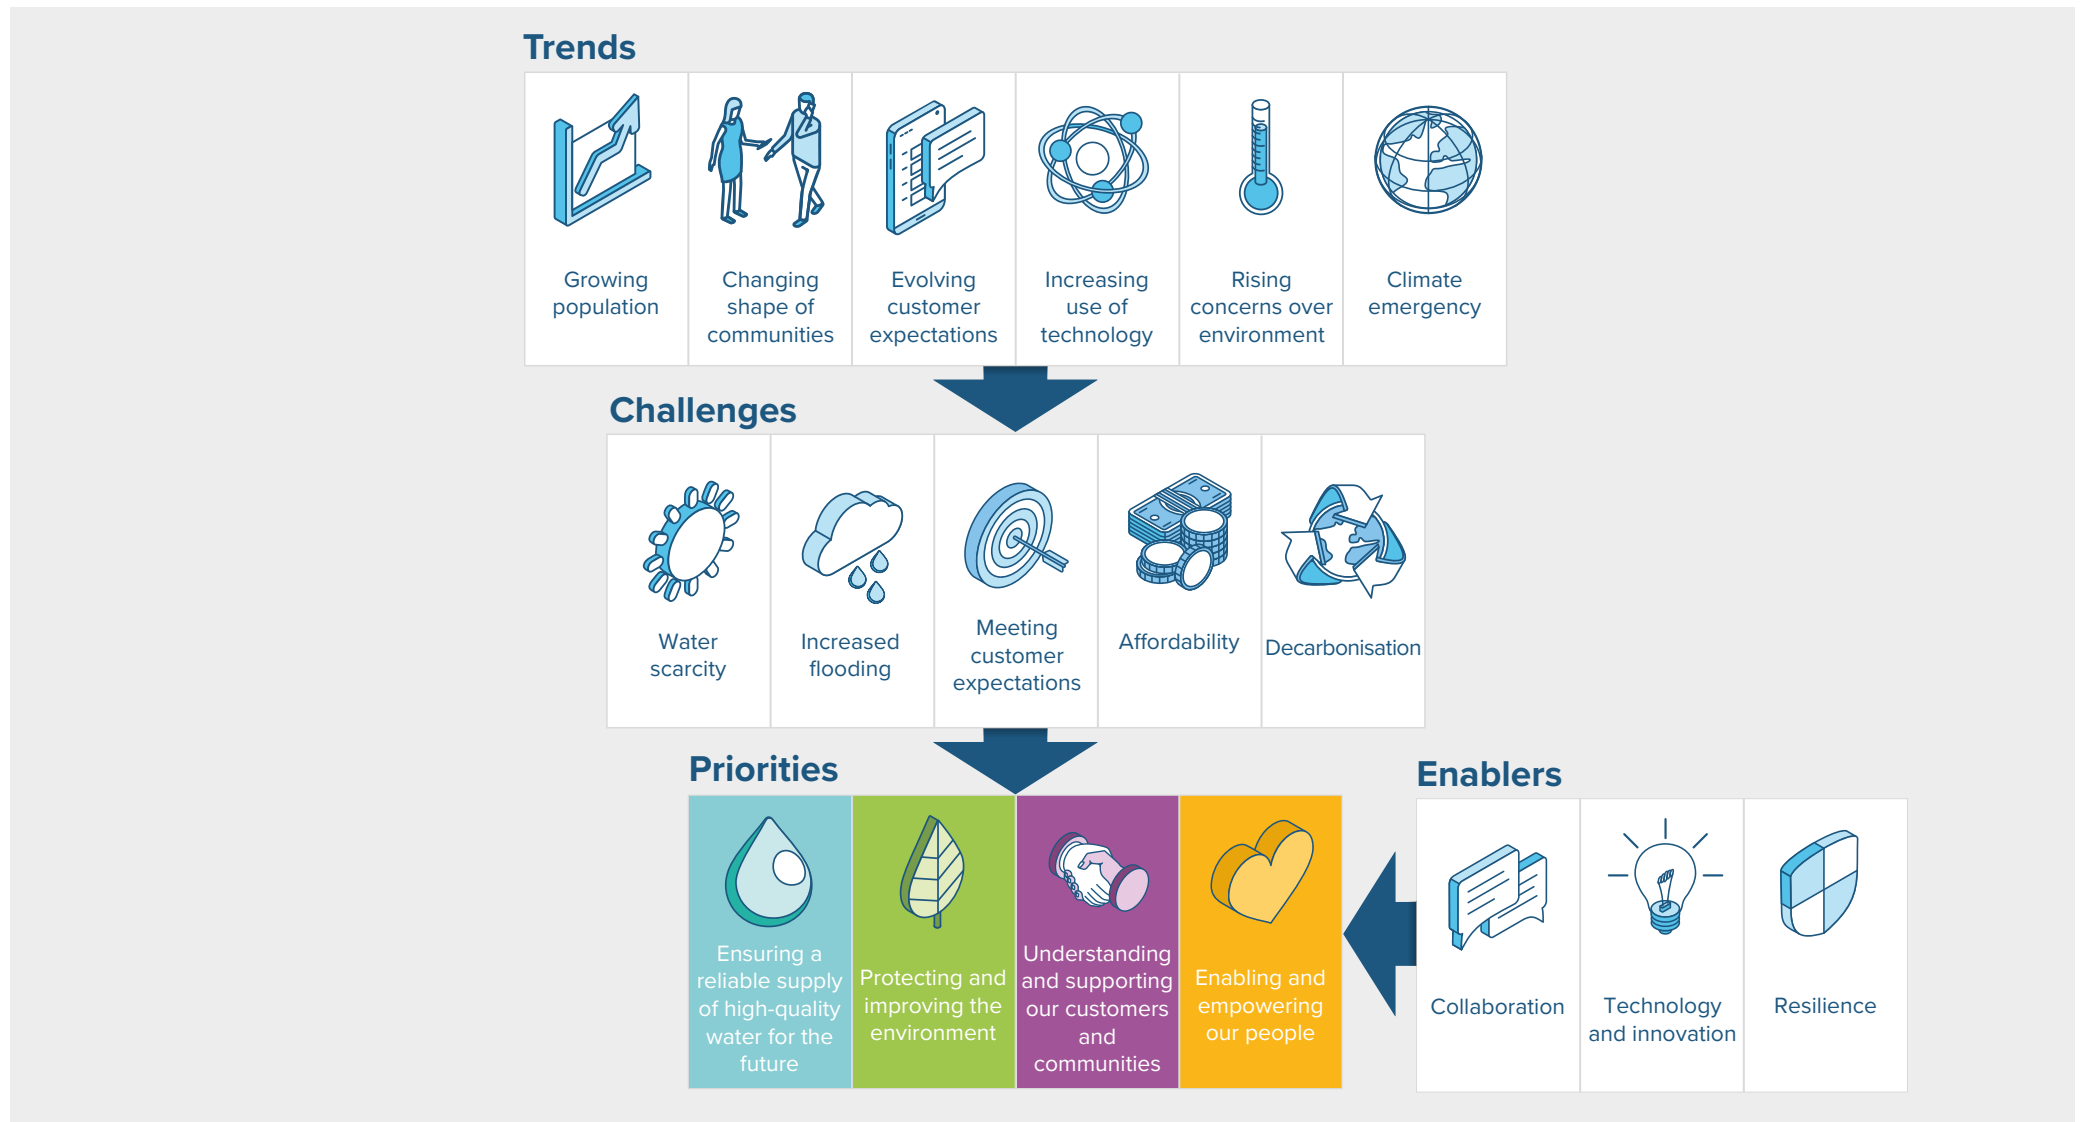 Trends
Growing
population
Changing
shape of
communities
Evolving
customer
expectations
Increasing
use of
technology
Rising
concerns over
environment
Climate
emergency
Challenges
Water
scarcity
Increased
flooding
Meeting
customer
expectations
Affordability
Decarbonisation
Priorities
Ensuring a
reliable supply
of high-quality
water for the
future
Protecting and
improving the
environment
Understanding
and supporting
our customers
and
communities
Enabling and
empowering
our people
Enablers
Collaboration
Technology
and innovation
Resilience